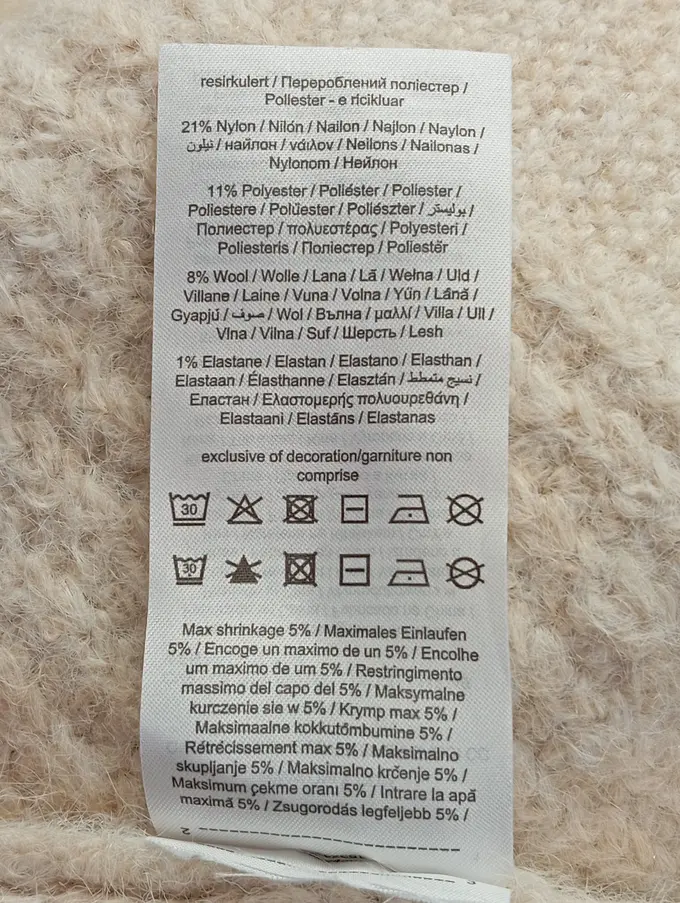 resirkulert / Перероблений поліестер /
Poliester - e ricikluar
21% Nylon / Nilón / Nailon / Najlon / Naylon /
نيلون / найлон / νάιλον / Neilons / Nailonas /
Nylonom / Нейлон
11% Polyester / Poliéster / Poliester /
Poliestere / Polüester / Poliészter / بوليستر /
Полиестер / πολυεστέρας / Polyesteri /
Poliesteris / Поліестер / Poliestër
8% Wool / Wolle / Lana / Lã / Wełna / Uld /
Villane / Laine / Vuna / Volna / Yün / Lână /
Gyapjú / صوف / Wol / Вълна / μαλλί / Villa / Ull /
Vlna / Vilna / Suf / Шерсть / Lesh
1% Elastane / Elastan / Elastano / Elasthan /
Elastaan / Élasthanne / Elasztán / نسيج متمطط /
Еластан / Ελαστομερής πολυουρεθάνη /
Elastaani / Elastāns / Elastanas
exclusive of decoration/garniture non
comprise
30
30
Max shrinkage 5% / Maximales Einlaufen
5% / Encoge un maximo de un 5% / Encolhe
um maximo de um 5% / Restringimento
massimo del capo del 5% / Maksymalne
kurczenie sie w 5% / Krymp max 5% /
Maksimaalne kokkutõmbumine 5% /
Rétrécissement max 5% / Maksimalno
skupljanje 5% / Maksimalno krčenje 5% /
Maksimum çekme oranı 5% / Intrare la apă
maximă 5% / Zsugorodás legfeljebb 5% /
2